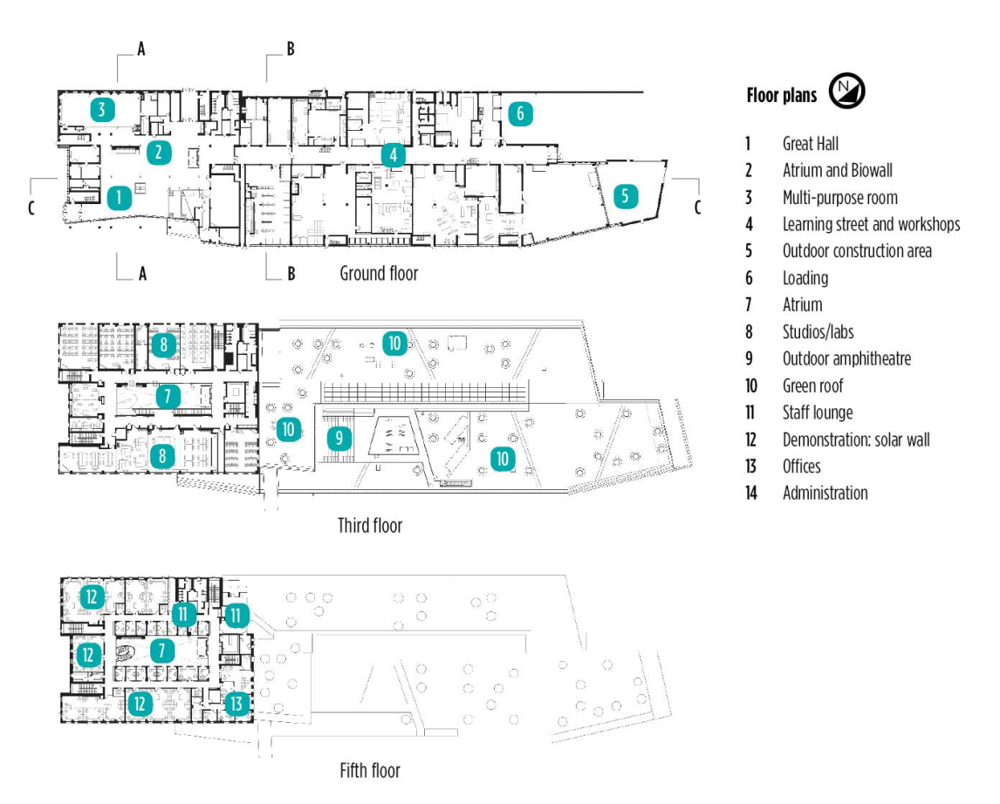 A
B
3
6
2
4
1
5
C
C
A
B
Ground floor
10
8
7
10
9
10
8
Third floor
12
11
11
7
12
12
13
Fifth floor
Floor plans N
1 Great Hall
2 Atrium and Biowall
3 Multi-purpose room
4 Learning street and workshops
5 Outdoor construction area
6 Loading
7 Atrium
8 Studios/labs
9 Outdoor amphitheatre
10 Green roof
11 Staff lounge
12 Demonstration: solar wall
13 Offices
14 Administration